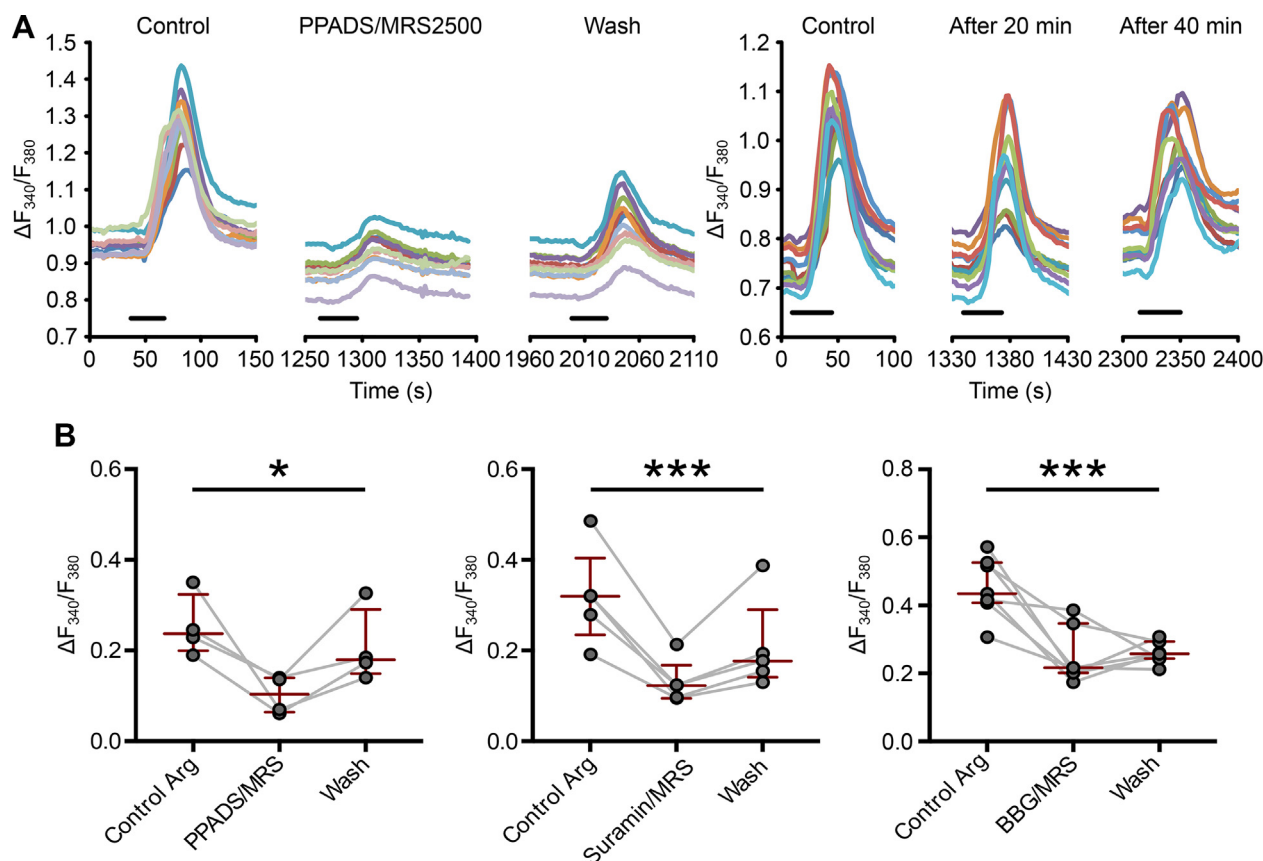 A
Control PPADS/MRS2500 Wash Control After 20 min After 40 min
ΔF340/F380
1.5
1.4
1.3
1.2
1.1
1.0
0.9
0.8
0.7
0 50 100 150 1250 1300 1350 1400 1960 2010 2060 2110
Time (s)
ΔF340/F380
1.2
1.1
1.0
0.9
0.8
0.7
0.6
0 50 100 1330 1380 1430 2300 2350 2400
Time (s)
B
ΔF340/F380
0.6
0.4
0.2
0.0
*
Control Arg
PPADS/MRS
Wash
ΔF340/F380
0.6
0.4
0.2
0.0
***
Control Arg
Suramin/MRS
Wash
ΔF340/F380
0.8
0.6
0.4
0.2
0.0
***
Control Arg
BBG/MRS
Wash